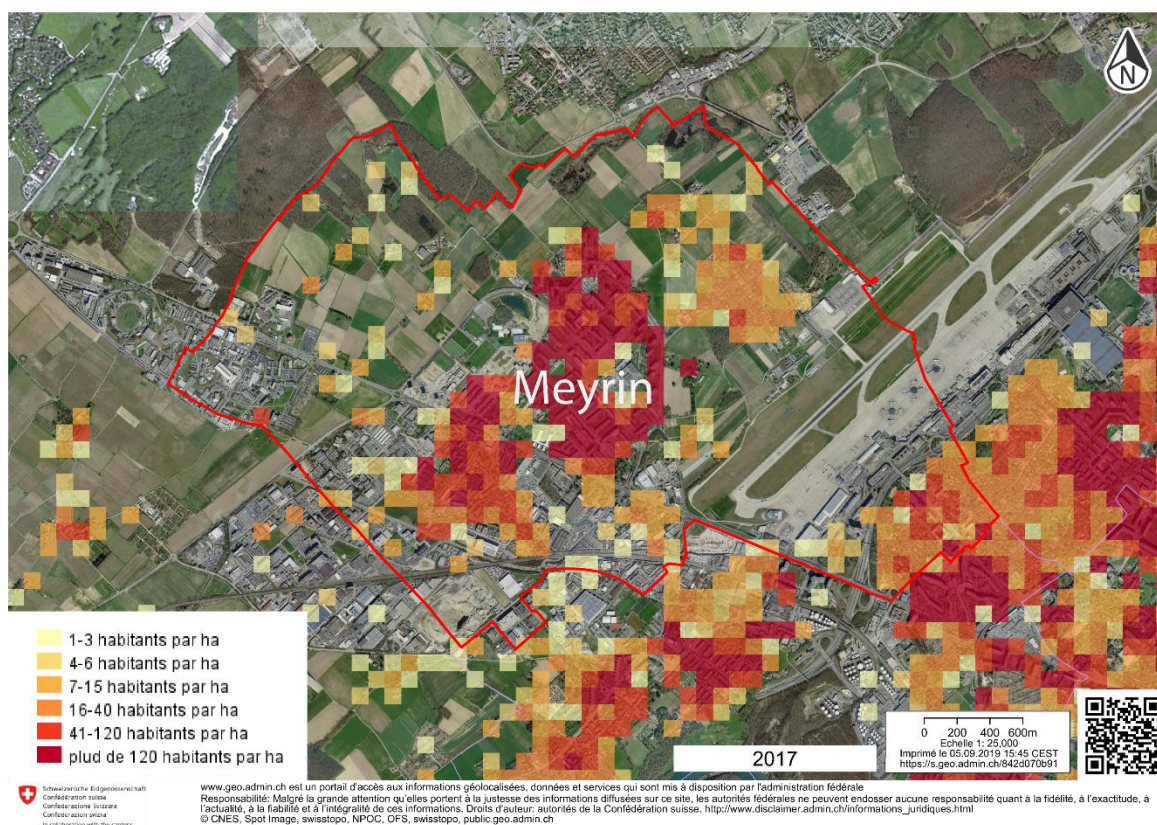 N
Meyrin
1-3 habitants par ha
4-6 habitants par ha
7-15 habitants par ha
16-40 habitants par ha
41-120 habitants par ha
plud de 120 habitants par ha
2017
0 200 400 600m
Echelle 1: 25,000
Imprimé le 05.09.2019 15:45 CEST
https://s.geo.admin.ch/842d070b91
Schweizerische Eidgenossenschaft
Confédération suisse
Confederazione Svizzera
Confederaziun svizra
In collaboration with the cantons
www.geo.admin.ch est un portail d'accès aux informations géolocalisées, données et services qui sont mis à disposition par l'administration fédérale
Responsabilité: Malgré la grande attention qu'elles portent à la justesse des informations diffusées sur ce site, les autorités fédérales ne peuvent endosser aucune responsabilité quant à la fidélité, à l'exactitude, à
l'actualité, à la fiabilité et à l'intégralité de ces informations. Droits d'auteur: autorités de la Confédération suisse. http://www.disclaimer.admin.ch/informations_juridiques.html
© CNES, Spot Image, swisstopo, NPOC, OFS, swisstopo, public.geo.admin.ch